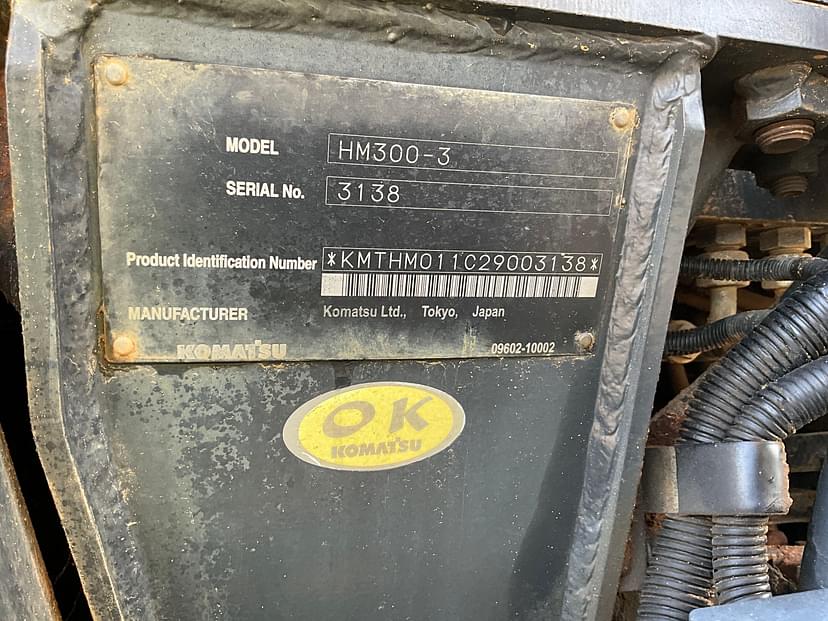 MODEL HM300-3
SERIAL No. 3138
Product Identification Number *KMTHM011C29003138*
MANUFACTURER Komatsu Ltd., Tokyo, Japan
KOMATSU 09602-10002
OK
KOMATSU